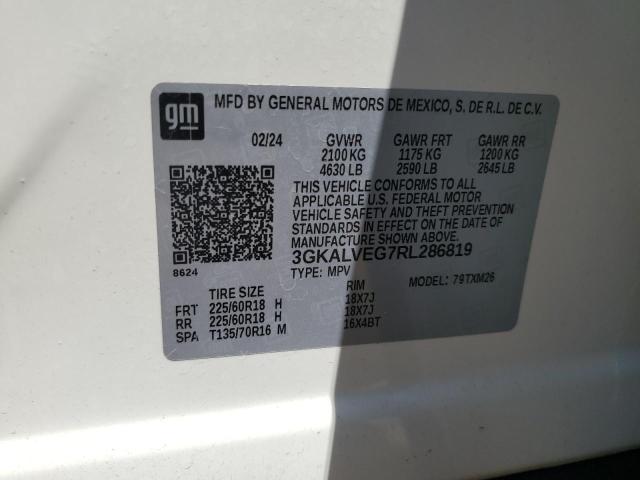 gm
MFD BY GENERAL MOTORS DE MEXICO, S. DE R.L. DE C.V.
02/24 GVWR GAWR FRT GAWR RR
2100 KG 1175 KG 1200 KG
4630 LB 2590 LB 2645 LB
THIS VEHICLE CONFORMS TO ALL
APPLICABLE U.S. FEDERAL MOTOR
VEHICLE SAFETY AND THEFT PREVENTION
STANDARDS IN EFFECT ON THE DATE OF
MANUFACTURE SHOWN ABOVE.
3GKALVEG7RL286819
8624
TYPE: MPV MODEL: 79TXM26
TIRE SIZE RIM
FRT 225/60R18 H 18X7J
RR 225/60R18 H 18X7J
SPA T135/70R16 M 16X4BT